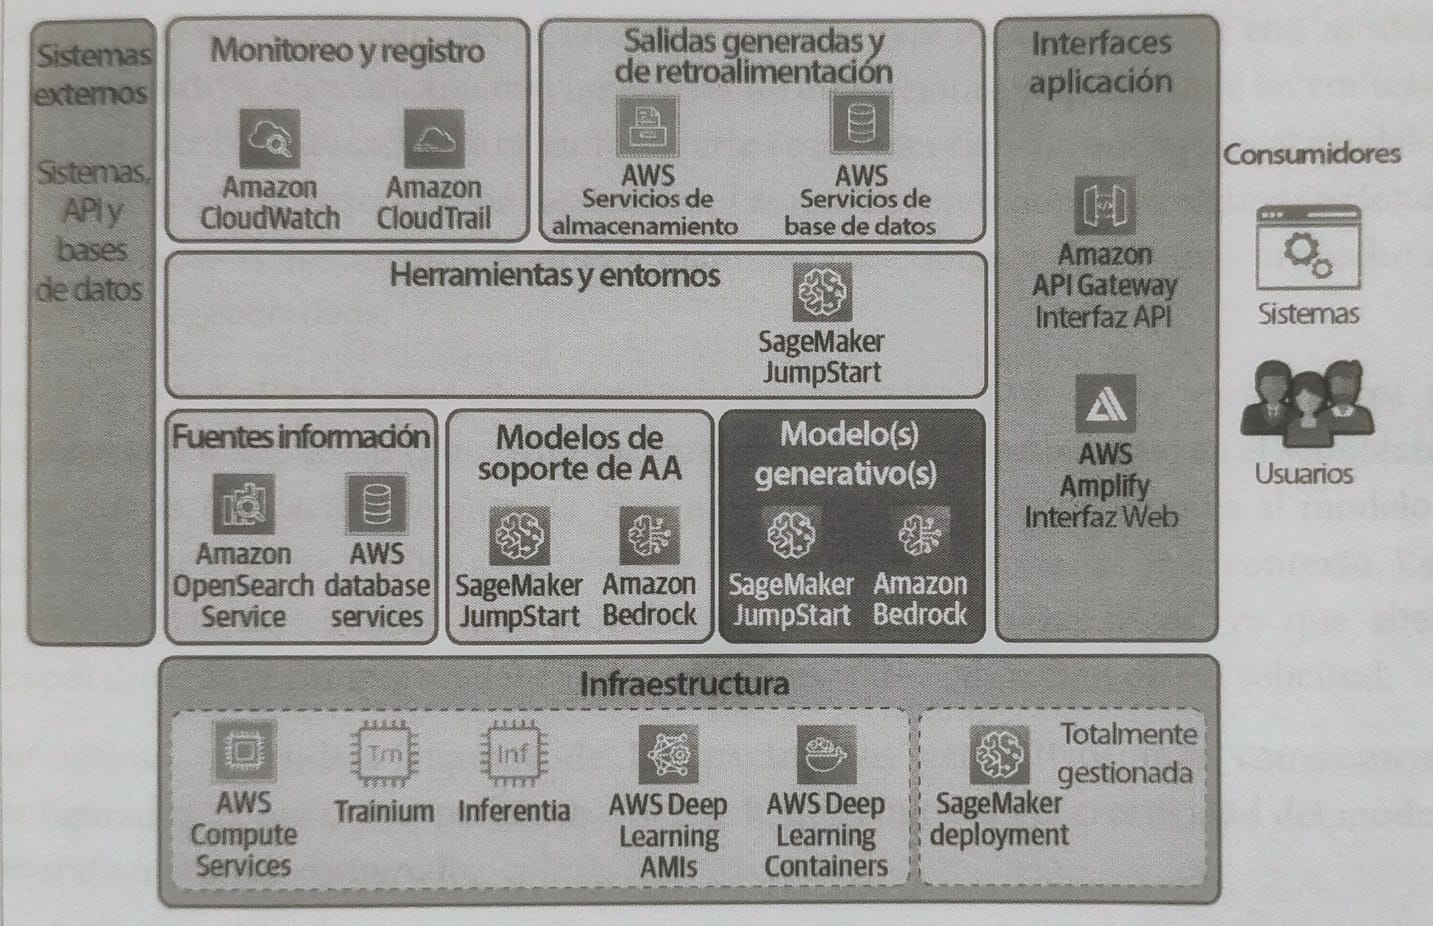 Sistemas
externos
Sistemas,
API y
bases
de datos
Monitoreo y registro
Amazon
CloudWatch
Amazon
CloudTrail
Salidas generadas y
de retroalimentación
AWS
Servicios de
almacenamiento
AWS
Servicios de
base de datos
Interfaces
aplicación
Amazon
API Gateway
Interfaz API
AWS
Amplify
Interfaz Web
Consumidores
Sistemas
Usuarios
Herramientas y entornos
SageMaker
JumpStart
Fuentes información
Amazon
OpenSearch
Service
AWS
database
services
Modelos de
soporte de AA
SageMaker
JumpStart
Amazon
Bedrock
Modelo(s)
generativo(s)
SageMaker
JumpStart
Amazon
Bedrock
Infraestructura
AWS
Compute
Services
Tm
Trainium
Inf
Inferentia
AWS Deep
Learning
AMIs
AWS Deep
Learning
Containers
Totalmente
gestionada
SageMaker
deployment